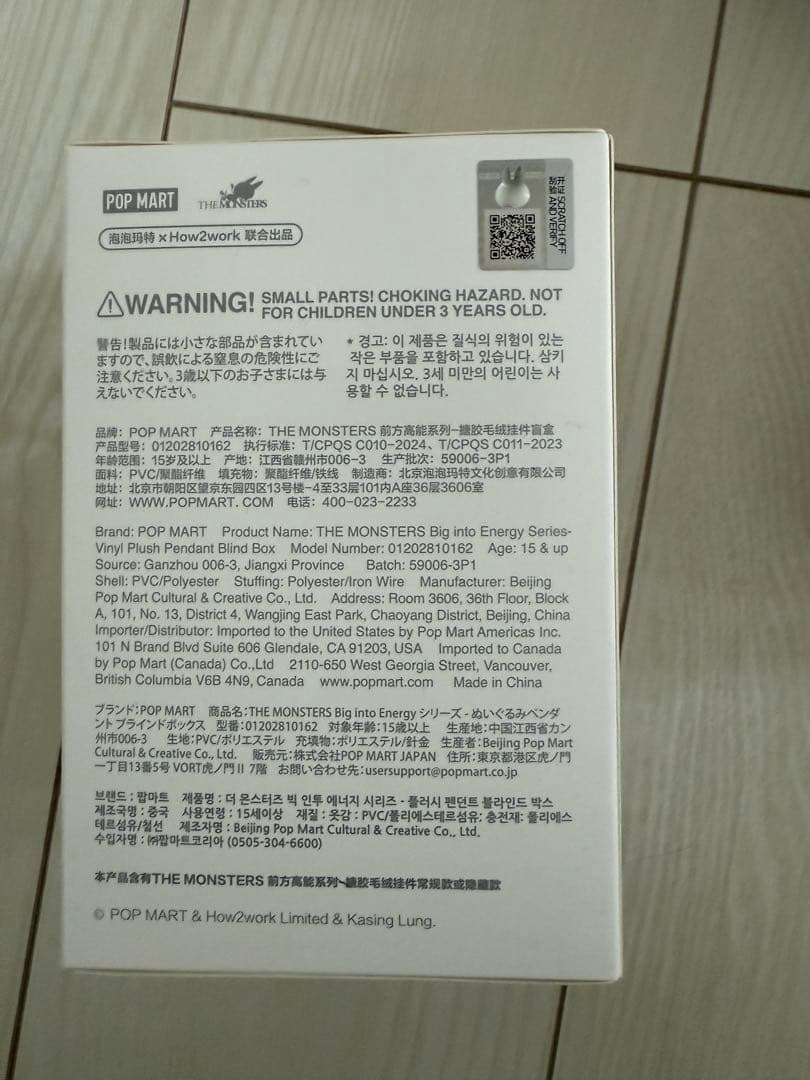 POP MART
THE MONSTERS
泡泡玛特 × How2work 联合出品
刮开涂层验证真伪
SCRATCH OFF
AND VERIFY
WARNING! SMALL PARTS! CHOKING HAZARD. NOT
FOR CHILDREN UNDER 3 YEARS OLD.
警告!製品には小さな部品が含まれてい
ますので、誤飲による窒息の危険性にご
注意ください。3歳以下のお子さまには与
えないでください。
* 경고: 이 제품은 질식의 위험이 있는
작은 부품을 포함하고 있습니다. 삼키
지 마십시오. 3세 미만의 어린이는 사
용할 수 없습니다.
品牌: POP MART 产品名称: THE MONSTERS 前方高能系列-搪胶毛绒挂件盲盒
产品型号: 01202810162 执行标准: T/CPQS C010-2024、T/CPQS C011-2023
年龄范围: 15岁及以上 产地: 江西省赣州市006-3 生产批次: 59006-3P1
面料: PVC/聚酯纤维 填充物: 聚酯纤维/铁线 制造商: 北京泡泡玛特文化创意有限公司
地址: 北京市朝阳区望京东园四区13号楼-4至33层101内A座36层3606室
网址: WWW.POPMART. COM 电话: 400-023-2233
Brand: POP MART Product Name: THE MONSTERS Big into Energy Series-
Vinyl Plush Pendant Blind Box Model Number: 01202810162 Age: 15 & up
Source: Ganzhou 006-3, Jiangxi Province Batch: 59006-3P1
Shell: PVC/Polyester Stuffing: Polyester/Iron Wire Manufacturer: Beijing
Pop Mart Cultural & Creative Co., Ltd. Address: Room 3606, 36th Floor, Block
A, 101, No. 13, District 4, Wangjing East Park, Chaoyang District, Beijing, China
Importer/Distributor: Imported to the United States by Pop Mart Americas Inc.
101 N Brand Blvd Suite 606 Glendale, CA 91203, USA Imported to Canada
by Pop Mart (Canada) Co.,Ltd 2110-650 West Georgia Street, Vancouver,
British Columbia V6B 4N9, Canada www.popmart.com Made in China
ブランド:POP MART 商品名:THE MONSTERS Big into Energy シリーズ - ぬいぐるみペンダ
ント ブラインドボックス 型番:01202810162 対象年齢:15歳以上 生産地:中国江西省カン
州市006-3 生地:PVC/ポリエステル 充填物:ポリエステル/針金 生産者:Beijing Pop Mart
Cultural & Creative Co., Ltd. 販売元:株式会社POP MART JAPAN 住所:東京都港区虎ノ門
一丁目13番5号 VORT虎ノ門Ⅱ 7階 お問い合わせ先:usersupport@popmart.co.jp
브랜드 : 팝마트 제품명 : 더 몬스터즈 빅 인투 에너지 시리즈 - 플러시 펜던트 블라인드 박스
제조국명 : 중국 사용연령 : 15세이상 재질 : 옷감 : PVC/폴리에스테르섬유; 충전재: 폴리에스
테르섬유/철선 제조자명 : Beijing Pop Mart Cultural & Creative Co., Ltd.
수입자명 : ㈜팝마트코리아 (0505-304-6600)
本产品含有THE MONSTERS 前方高能系列-搪胶毛绒挂件常规款或隐藏款
© POP MART & How2work Limited & Kasing Lung.